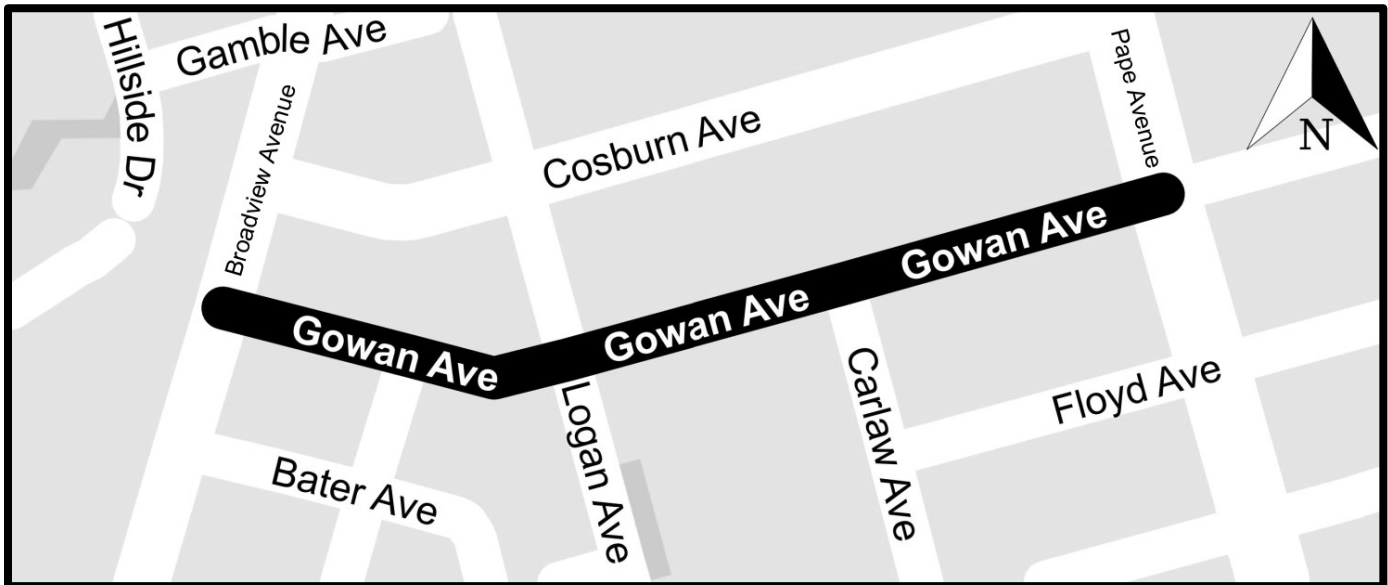 Hillside Dr
Gamble Ave
Broadview Avenue
Cosburn Ave
Pape Avenue
N
Gowan Ave
Gowan Ave
Gowan Ave
Bater Ave
Logan Ave
Carlaw Ave
Floyd Ave